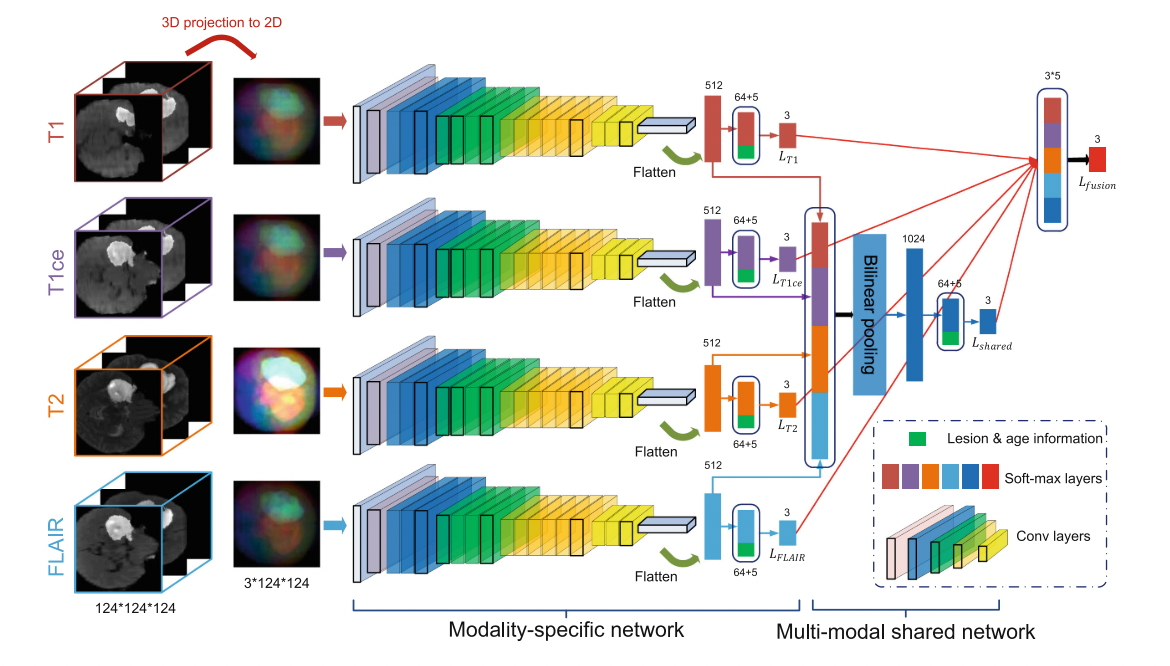 3D projection to 2D
T1
512
64+5
3
L_{T1}
Flatten
3*5
3
L_{fusion}
T1ce
512
64+5
3
L_{T1ce}
Flatten
Bilinear pooling
1024
64+5
3
L_{shared}
T2
512
3
L_{T2}
64+5
Flatten
FLAIR
512
3
L_{FLAIR}
64+5
Flatten
124*124*124
3*124*124
Lesion & age information
Soft-max layers
Conv layers
Modality-specific network
Multi-modal shared network